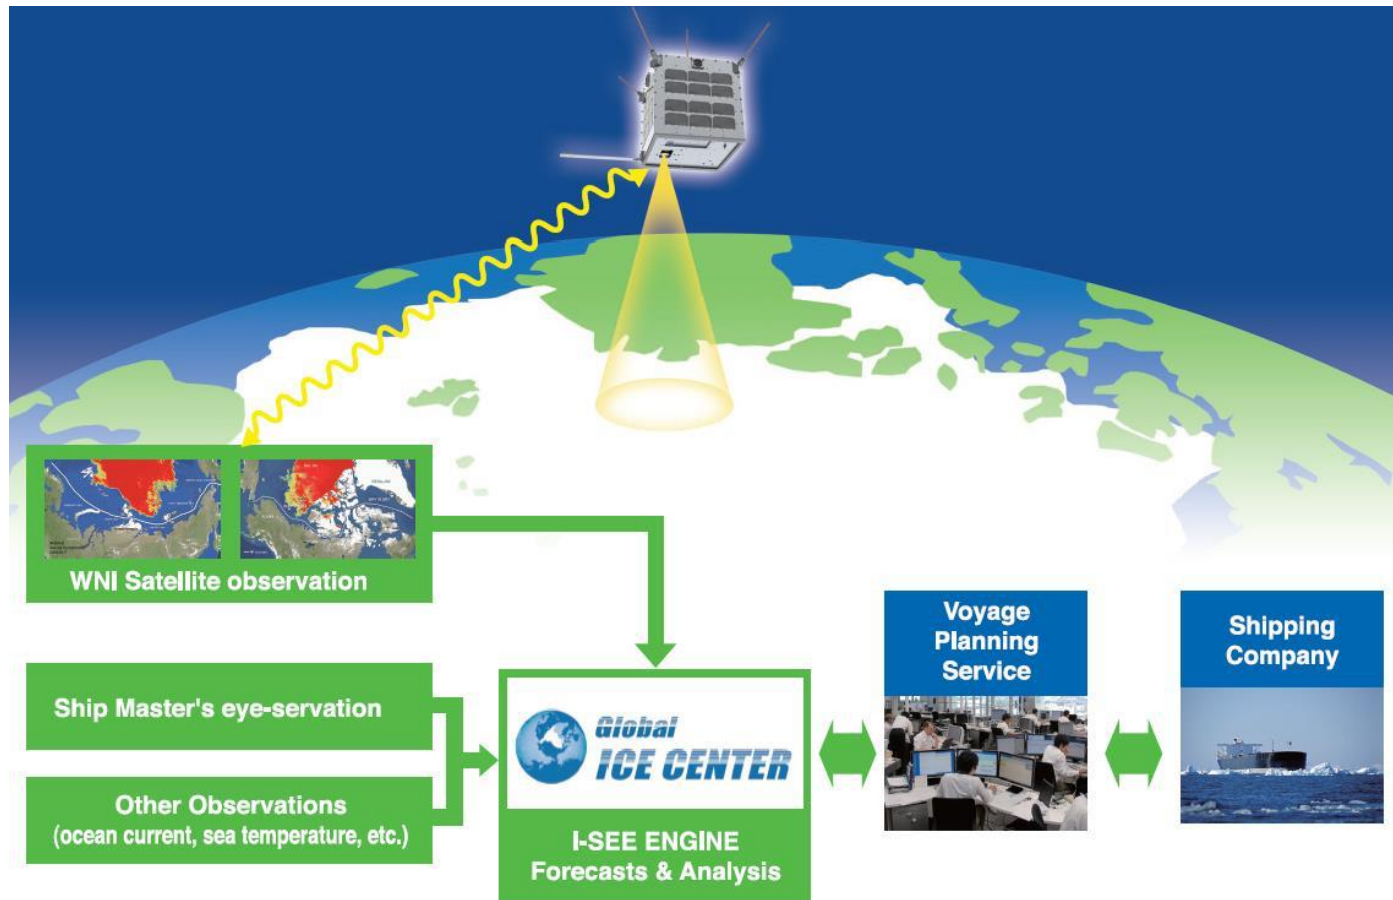 WNI Satellite observation
Ship Master's eye-servation
Other Observations
(ocean current, sea temperature, etc.)
Global
ICE CENTER
I-SEE ENGINE
Forecasts & Analysis
Voyage
Planning
Service
Shipping
Company